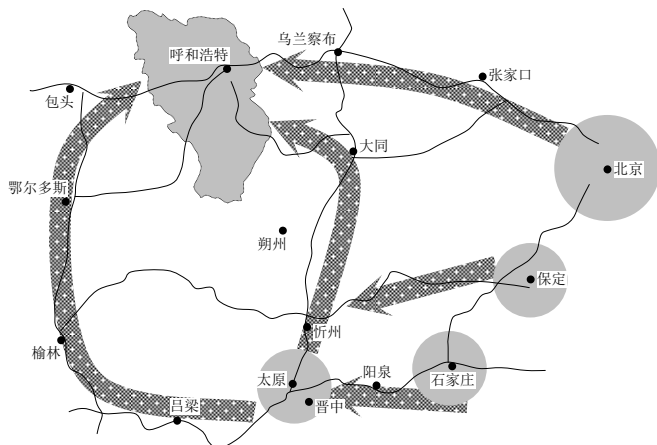 乌兰察布
呼和浩特
张家口
包头
大同
北京
鄂尔多斯
朔州
保定
忻州
榆林
阳泉
太原
石家庄
晋中
吕梁